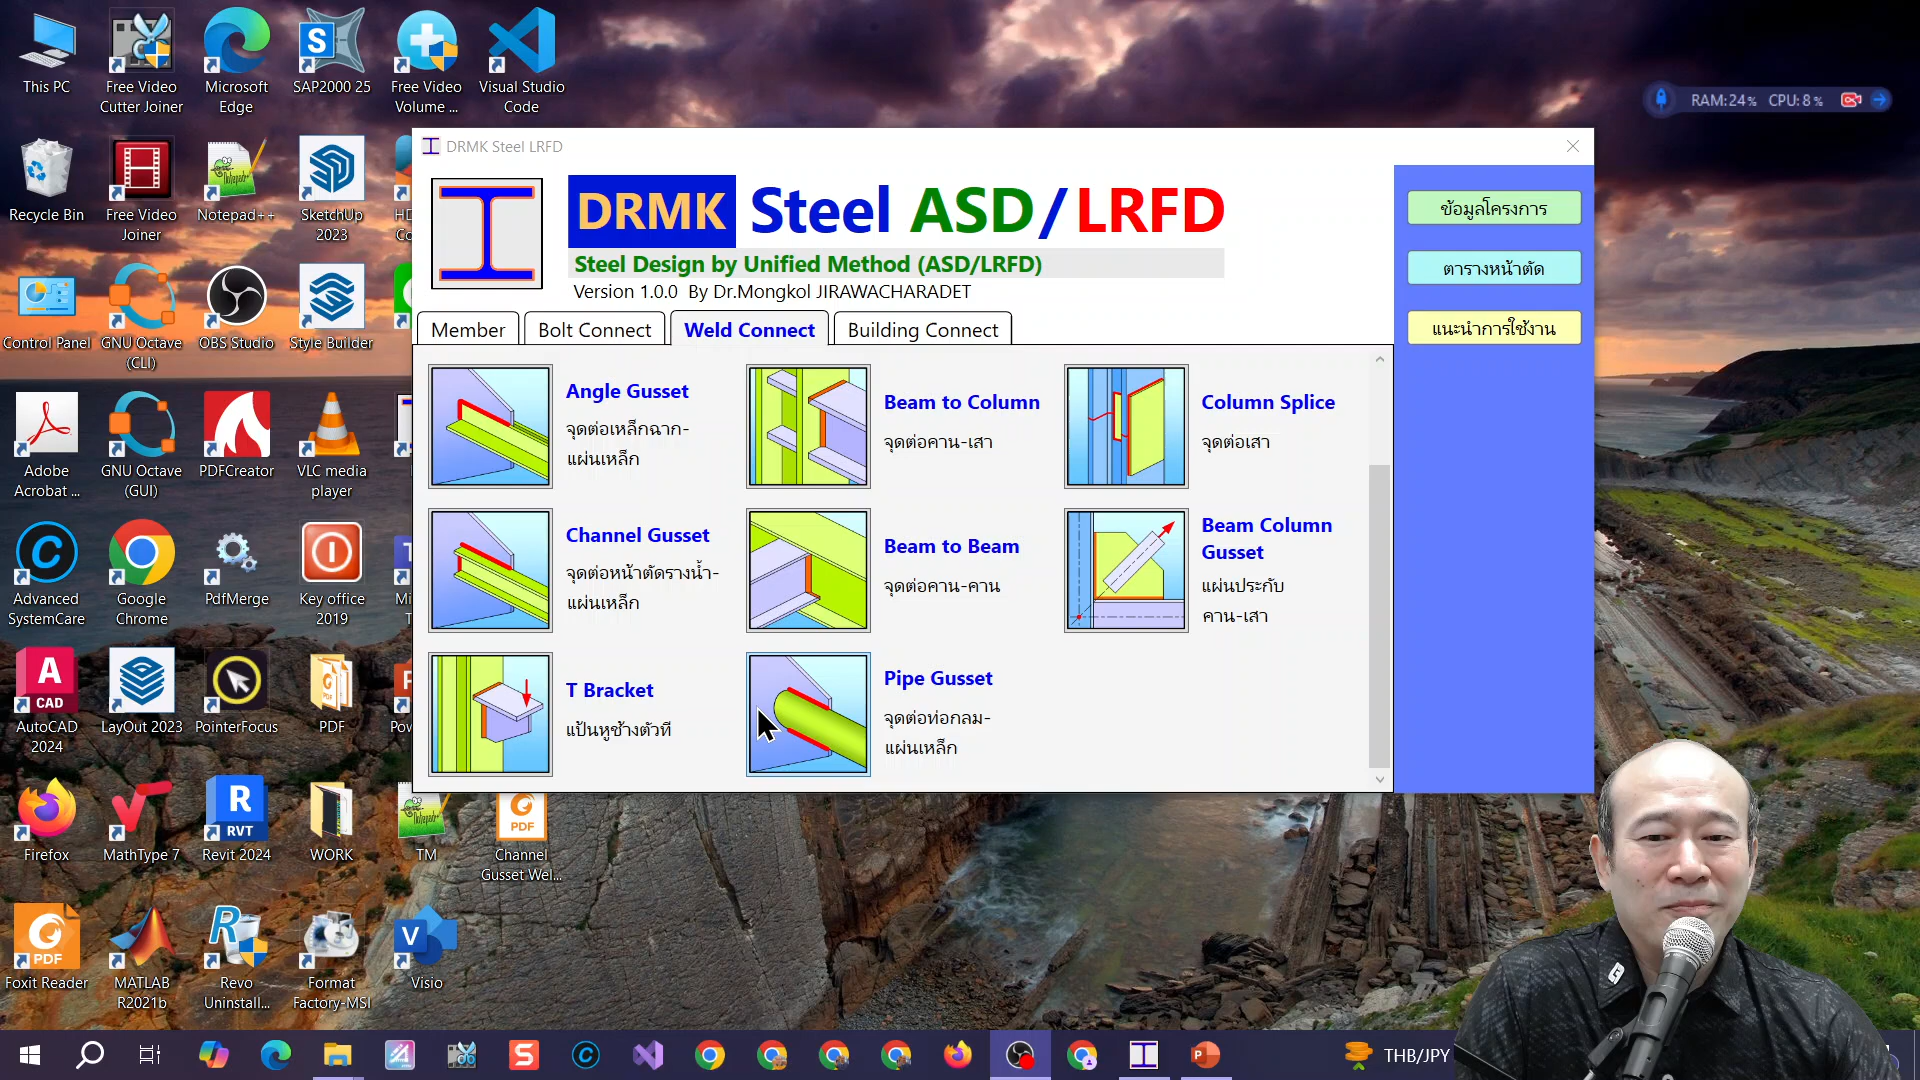 This PC
Free Video
Cutter Joiner
Microsoft
Edge
SAP2000 25
Free Video
Volume ...
Visual Studio
Code
RAM:24% CPU:8%
Recycle Bin
Free Video
Joiner
Notepad++
SketchUp
2023
Control Panel
GNU Octave
(CLI)
OBS Studio
Style Builder
Adobe
Acrobat ...
GNU Octave
(GUI)
PDFCreator
VLC media
player
Advanced
SystemCare
Google
Chrome
PdfMerge
Key office
2019
AutoCAD
2024
LayOut 2023
PointerFocus
PDF
Firefox
MathType 7
Revit 2024
WORK
TM
Channel
Gusset Wel...
Foxit Reader
MATLAB
R2021b
Revo
Uninstall...
Format
Factory-MSI
Visio
DRMK Steel LRFD
DRMK Steel ASD/LRFD
Steel Design by Unified Method (ASD/LRFD)
Version 1.0.0 By Dr.Mongkol JIRAWACHARADET
Member
Bolt Connect
Weld Connect
Building Connect
Angle Gusset
จุดต่อเหล็กฉาก-
แผ่นเหล็ก
Beam to Column
จุดต่อคาน-เสา
Column Splice
จุดต่อเสา
Channel Gusset
จุดต่อหน้าตัดรางน้ำ-
แผ่นเหล็ก
Beam to Beam
จุดต่อคาน-คาน
Beam Column
Gusset
แผ่นประกับ
คาน-เสา
T Bracket
แป้นหูช้างตัวที
Pipe Gusset
จุดต่อท่อกลม-
แผ่นเหล็ก
ข้อมูลโครงการ
ตารางหน้าตัด
แนะนำการใช้งาน
THB/JPY